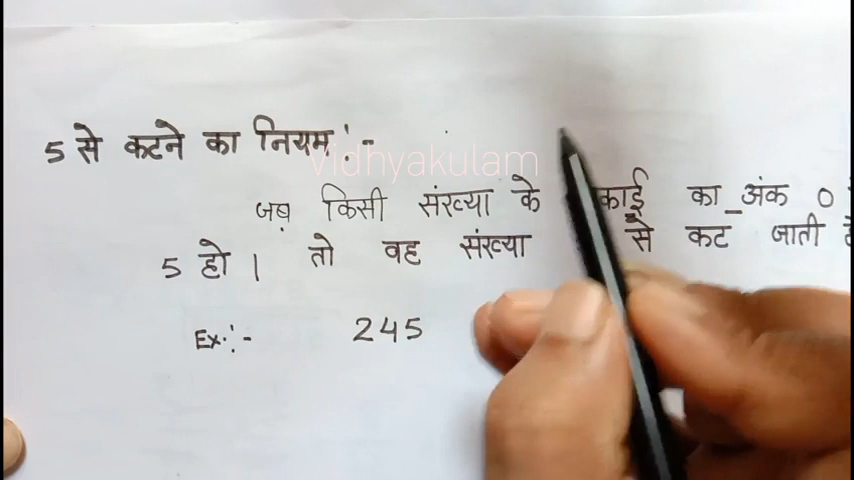 5 से कटने का नियम :-
Vidhyakulam
जब किसी संख्या के काई का अंक 0
5 हो । तो वह संख्या से कट जाती
Ex :- 245